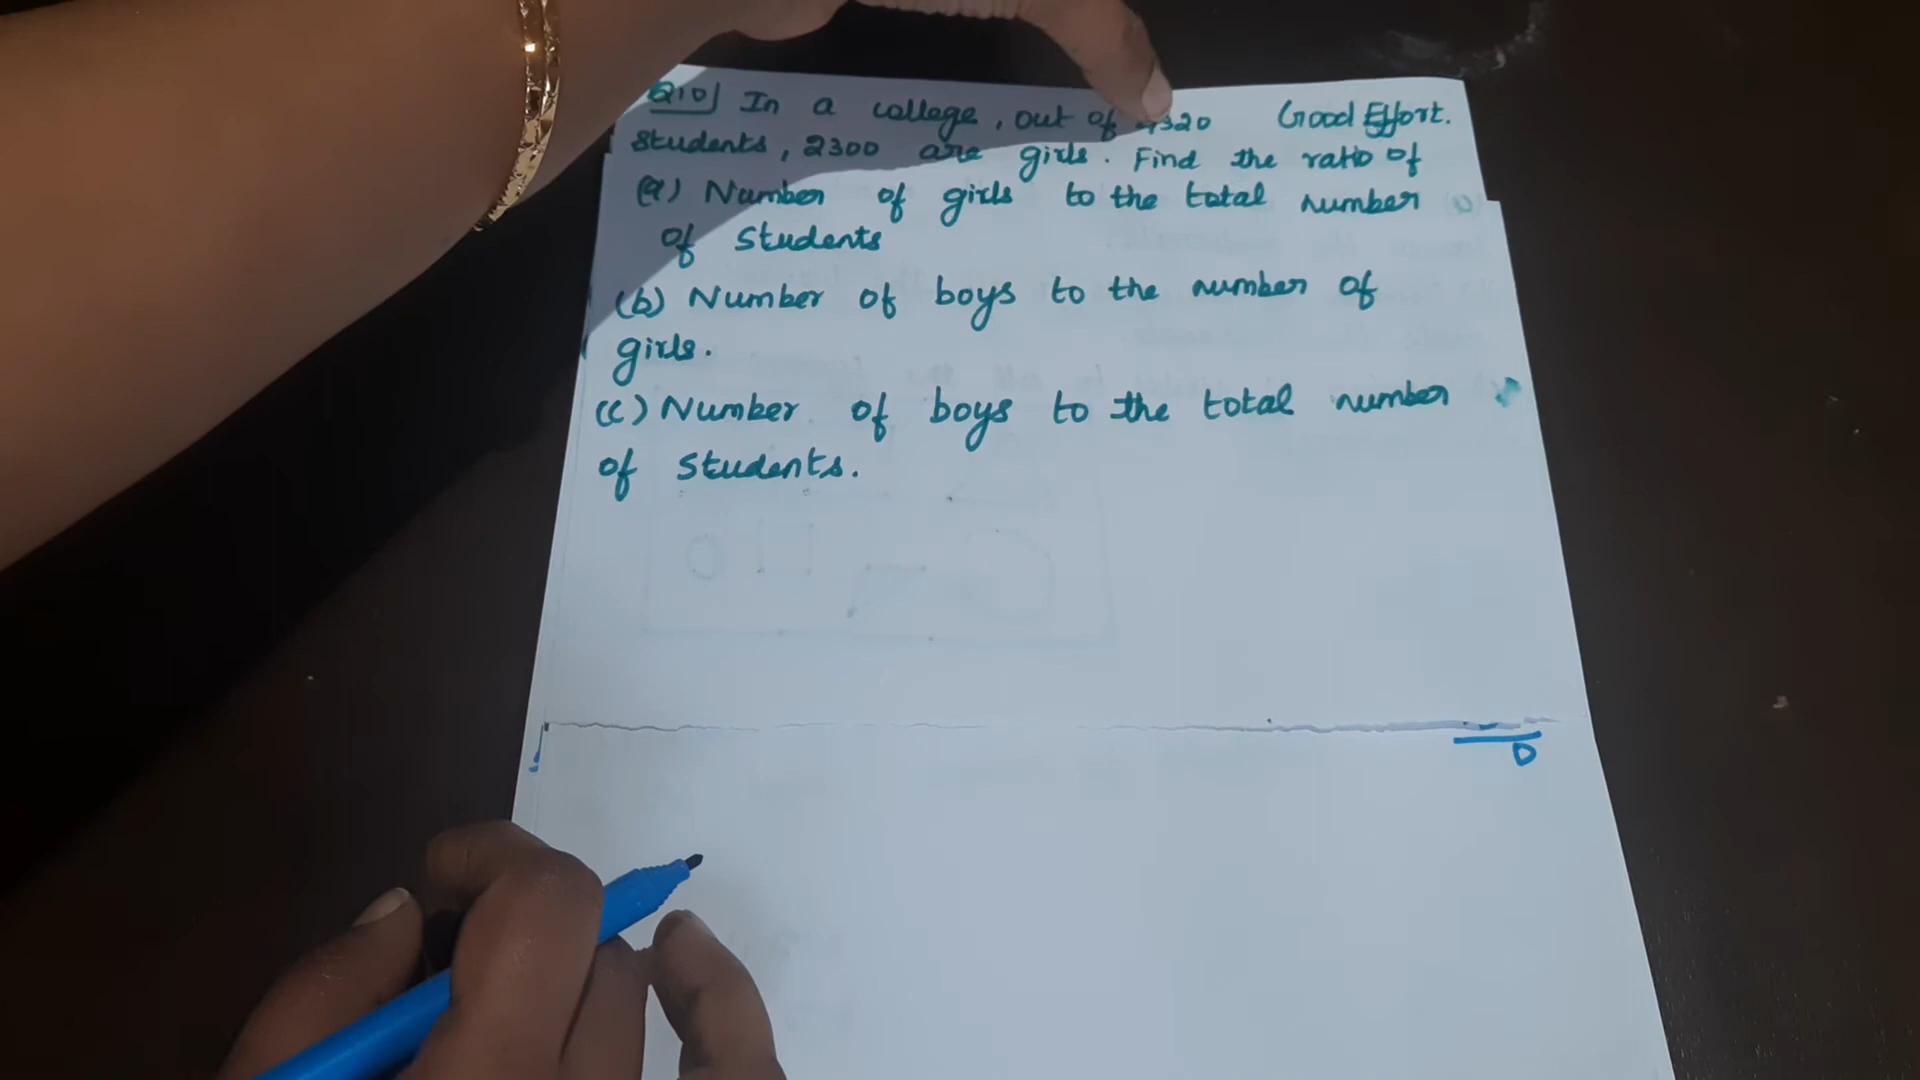 Q10) In a college, out of 4320 Good Effort.
students, 2300 are girls. Find the ratio of
(a) Number of girls to the total number
of students
(b) Number of boys to the number of
girls.
(c) Number of boys to the total number
of students.
0